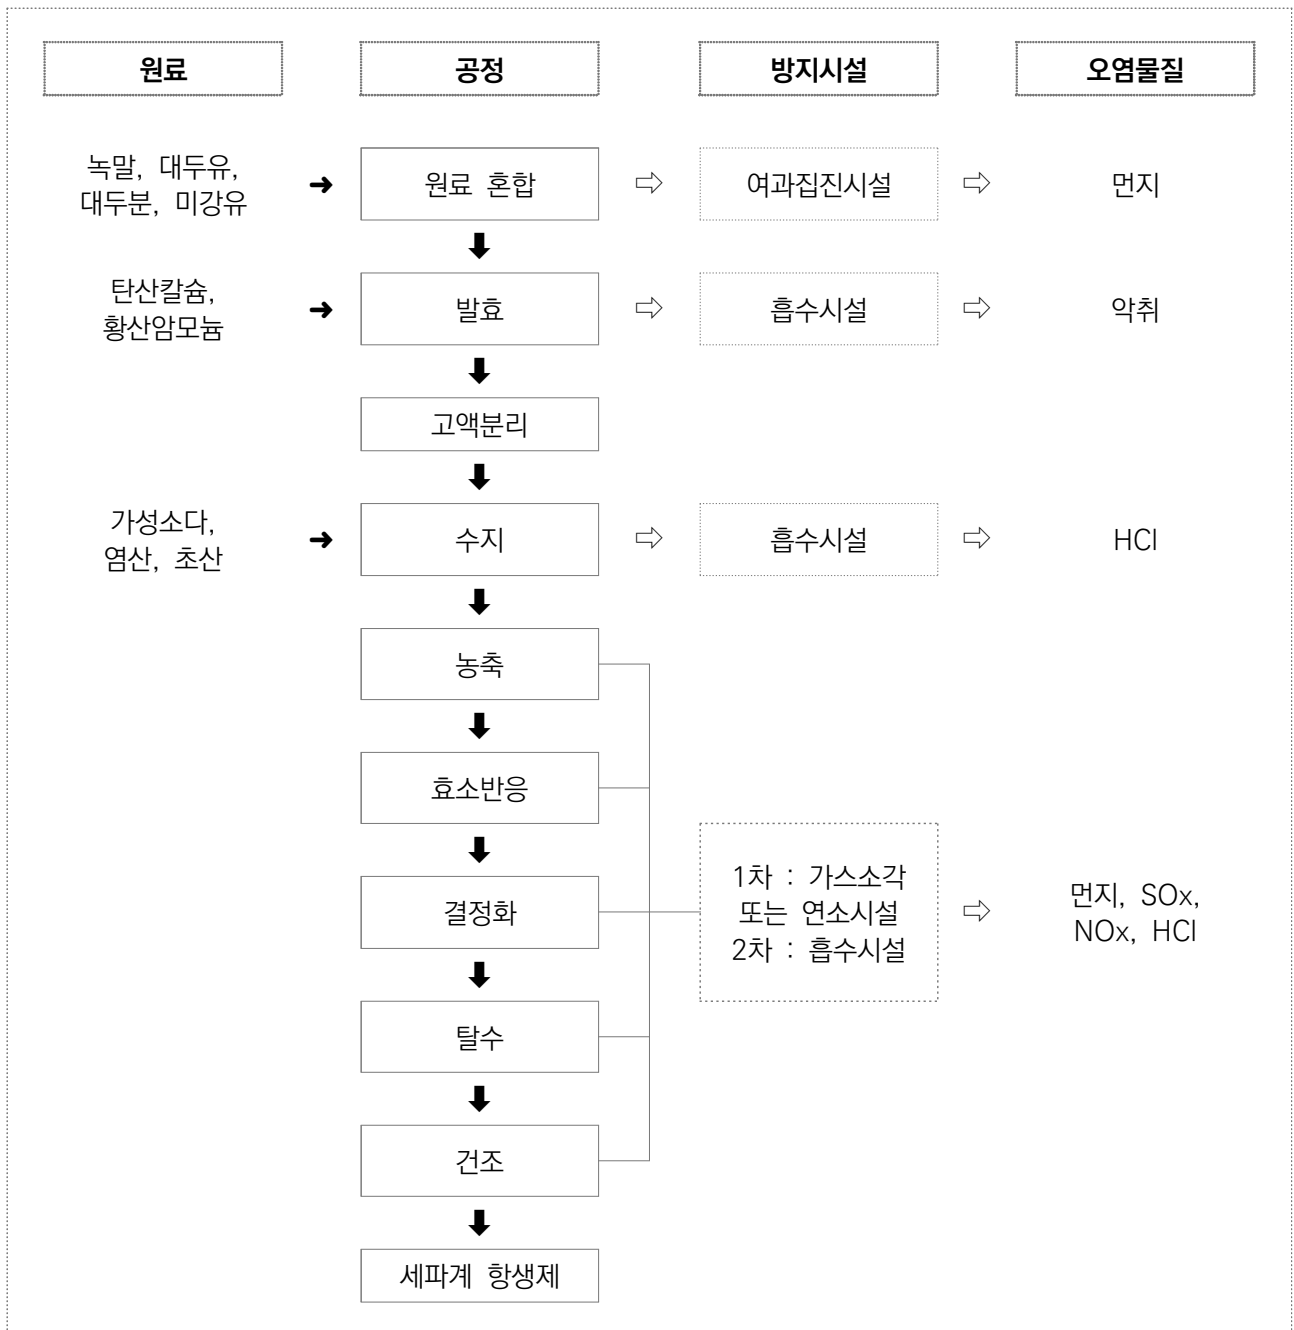 원료
공정
방지시설
오염물질
녹말, 대두유,
대두분, 미강유
원료 혼합
여과집진시설
먼지
탄산칼슘,
황산암모늄
발효
흡수시설
악취
고액분리
가성소다,
염산, 초산
수지
흡수시설
HCl
농축
효소반응
결정화
1차 : 가스소각
또는 연소시설
2차 : 흡수시설
먼지, SOx,
NOx, HCl
탈수
건조
세파계 항생제